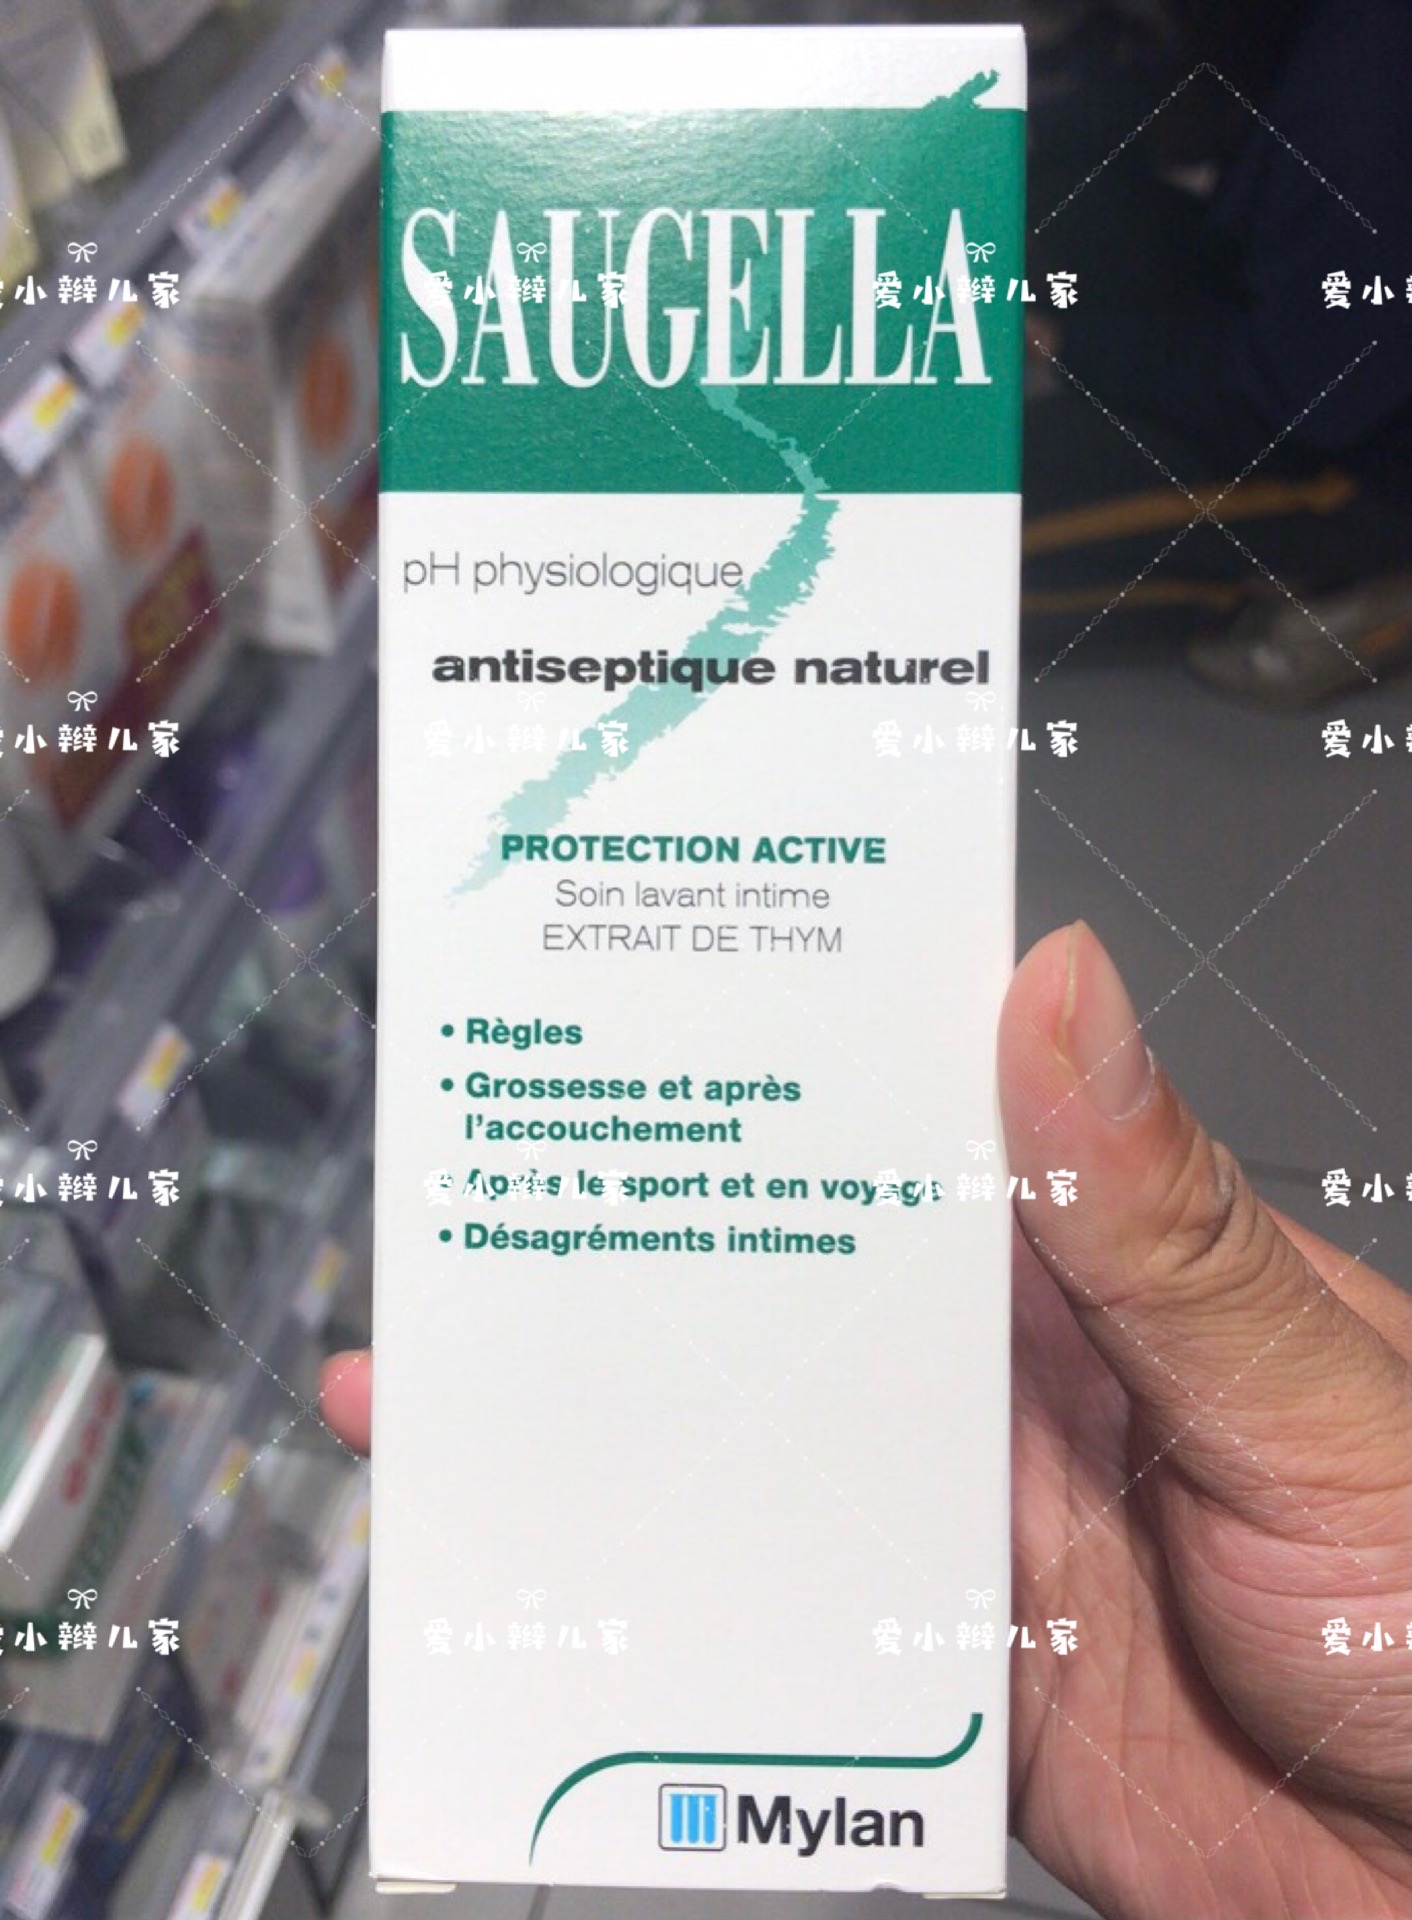 SAUGELLA
pH physiologique
antiseptique naturel
PROTECTION ACTIVE
Soin lavant intime
EXTRAIT DE THYM
• Règles
• Grossesse et après
l'accouchement
• Après le sport et en voyage
• Désagréments intimes
Mylan
爱小辫儿家